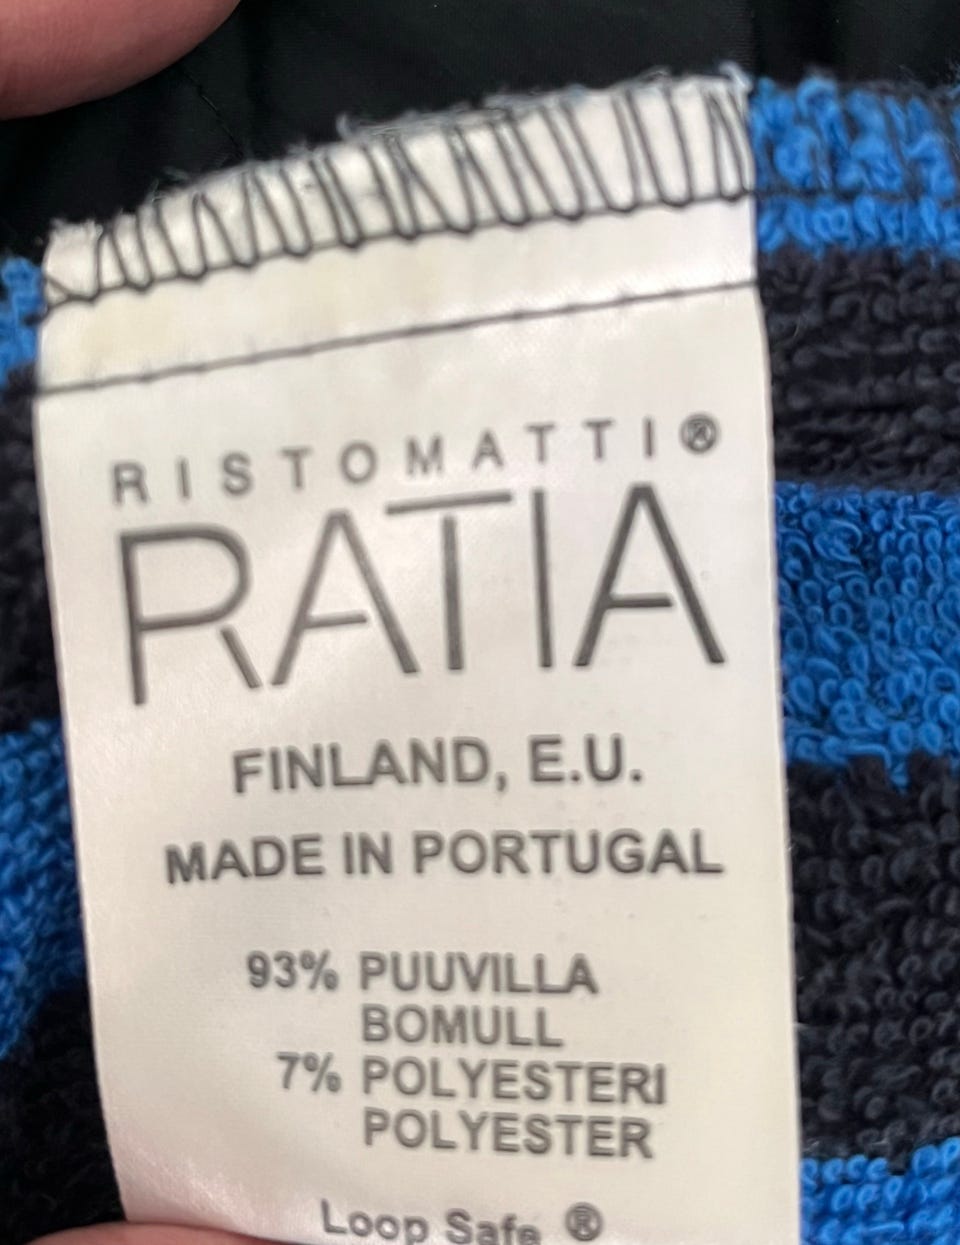 RISTOMATTI®
RATIA
FINLAND, E.U.
MADE IN PORTUGAL
93% PUUVILLA
BOMULL
7% POLYESTERI
POLYESTER
Loop Safe ®